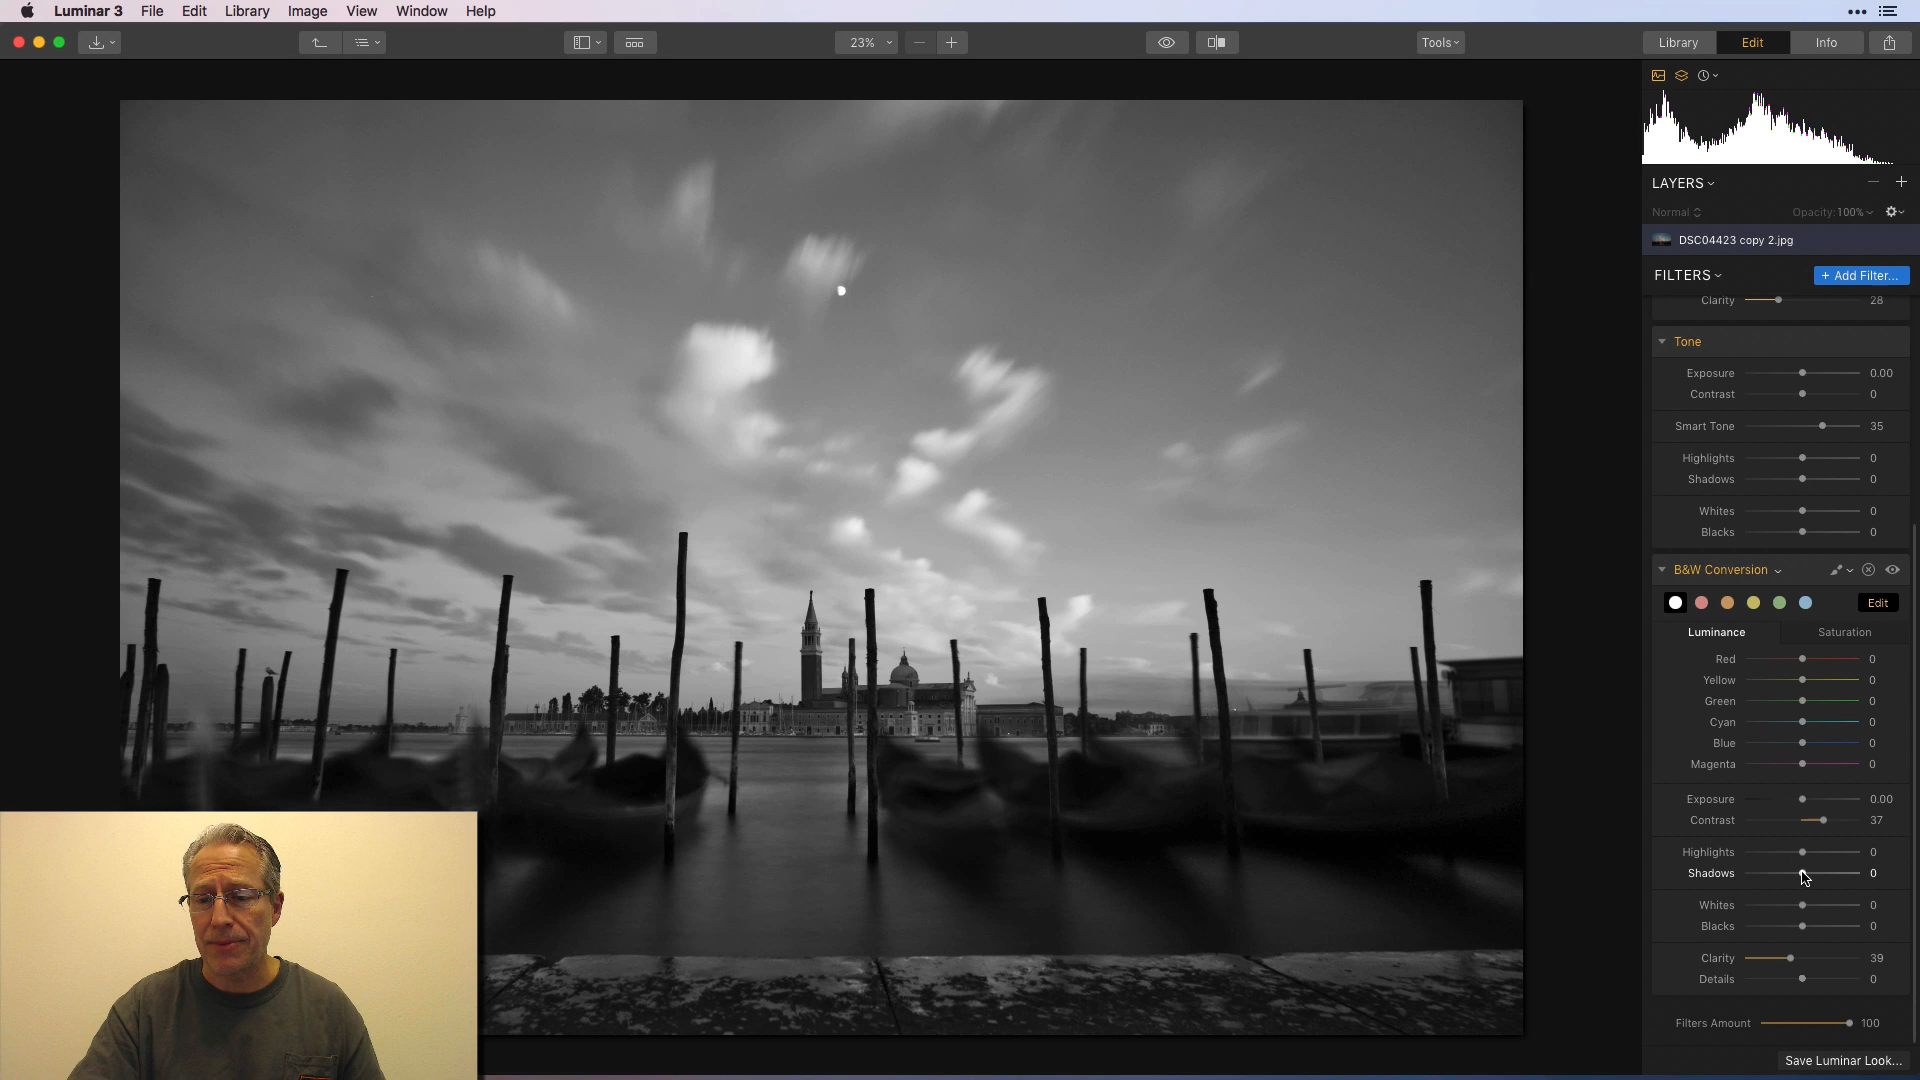 Luminar 3 File Edit Library Image View Window Help
23% Tools Library Edit Info
LAYERS
Normal Opacity: 100%
DSC04423 copy 2.jpg
FILTERS + Add Filter...
Clarity 28
Tone
Exposure 0.00
Contrast 0
Smart Tone 35
Highlights 0
Shadows 0
Whites 0
Blacks 0
B&W Conversion
Edit
Luminance Saturation
Red 0
Yellow 0
Green 0
Cyan 0
Blue 0
Magenta 0
Exposure 0.00
Contrast 37
Highlights 0
Shadows 0
Whites 0
Blacks 0
Clarity 39
Details 0
Filters Amount 100
Save Luminar Look...